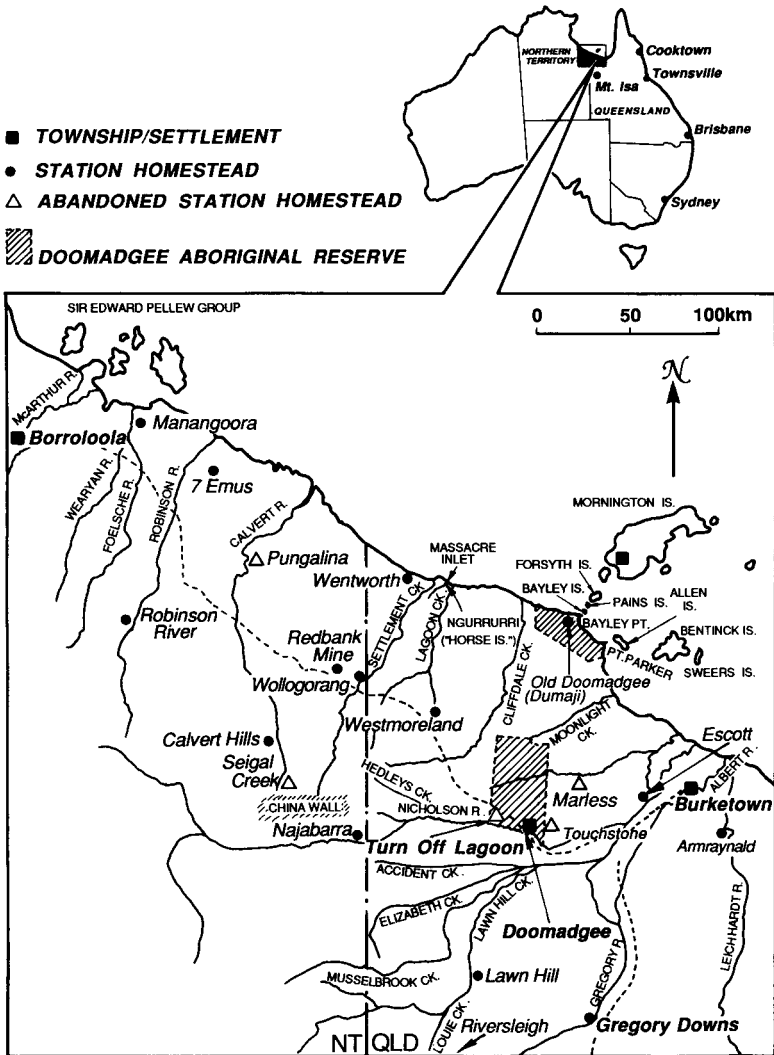 NORTHERN
TERRITORY
Cooktown
Townsville
Mt. Isa
QUEENSLAND
Brisbane
Sydney
TOWNSHIP/SETTLEMENT
STATION HOMESTEAD
ABANDONED STATION HOMESTEAD
DOOMADGEE ABORIGINAL RESERVE
SIR EDWARD PELLEW GROUP
0 50 100km
N
McARTHUR R.
Manangoora
Borroloola
WEARYAN R.
FOELSCHE R.
ROBINSON R.
7 Emus
CALVERT R.
Pungalina
MORNINGTON IS.
MASSACRE
INLET
FORSYTH IS.
Wentworth
BAYLEY IS.
PAINS IS.
ALLEN
IS.
SETTLEMENT CK.
LAGOON CK.
NGURRURRI
("HORSE IS.")
BAYLEY PT.
BENTINCK IS.
Robinson
River
Redbank
Mine
CLIFFDALE CK.
PT. PARKER
SWEERS IS.
Old Doomadgee
(Dumaji)
Wollogorang
Westmoreland
MOONLIGHT
CK.
Escott
Calvert Hills
Seigal
Creek
HEDLEYS CK.
Marless
ALBERT R.
CHINA WALL
NICHOLSON R.
Burketown
Najabarra
Turn Off Lagoon
Touchstone
Armraynald
ACCIDENT CK.
ELIZABETH CK.
LAWN HILL CK.
Doomadgee
GREGORY R.
LEICHHARDT R.
MUSSELBROOK CK.
Lawn Hill
LOUIE CK.
Riversleigh
Gregory Downs
NT QLD